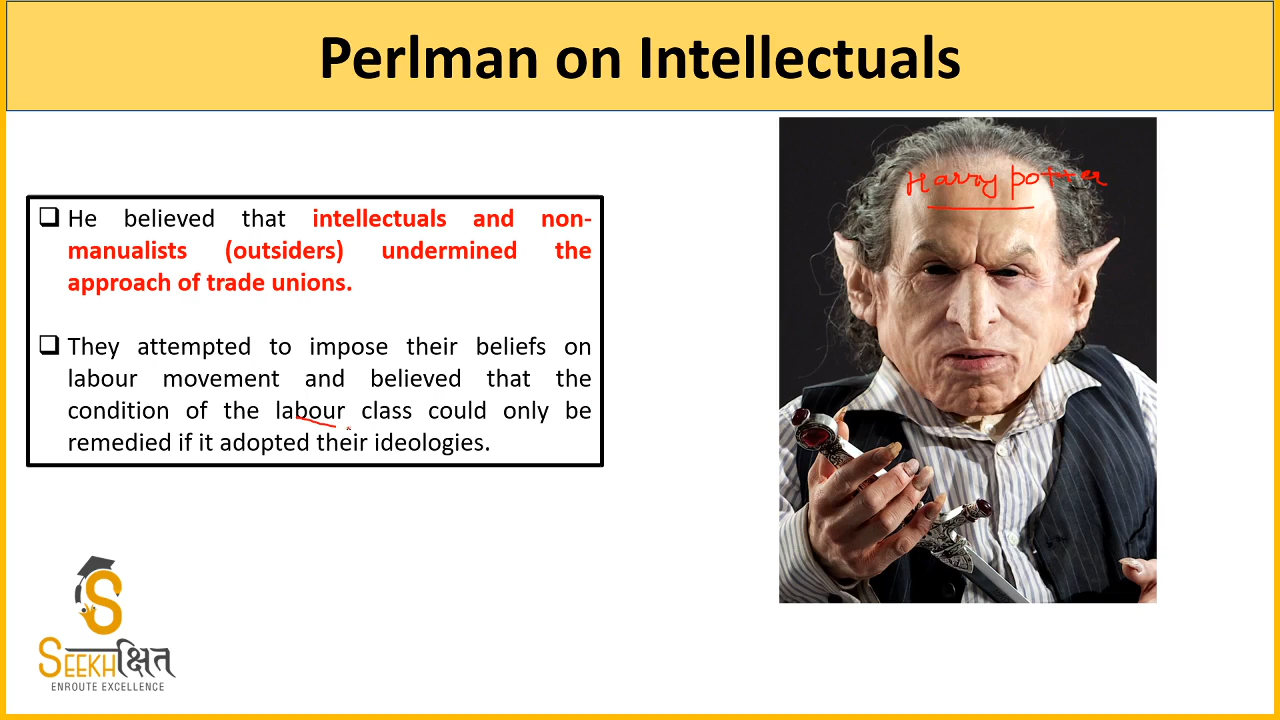 Perlman on Intellectuals
Harry potter
❑ He believed that intellectuals and non-
manualists (outsiders) undermined the
approach of trade unions.
❑ They attempted to impose their beliefs on
labour movement and believed that the
condition of the labour class could only be
remedied if it adopted their ideologies.
S
SEEKHक्षित
ENROUTE EXCELLENCE